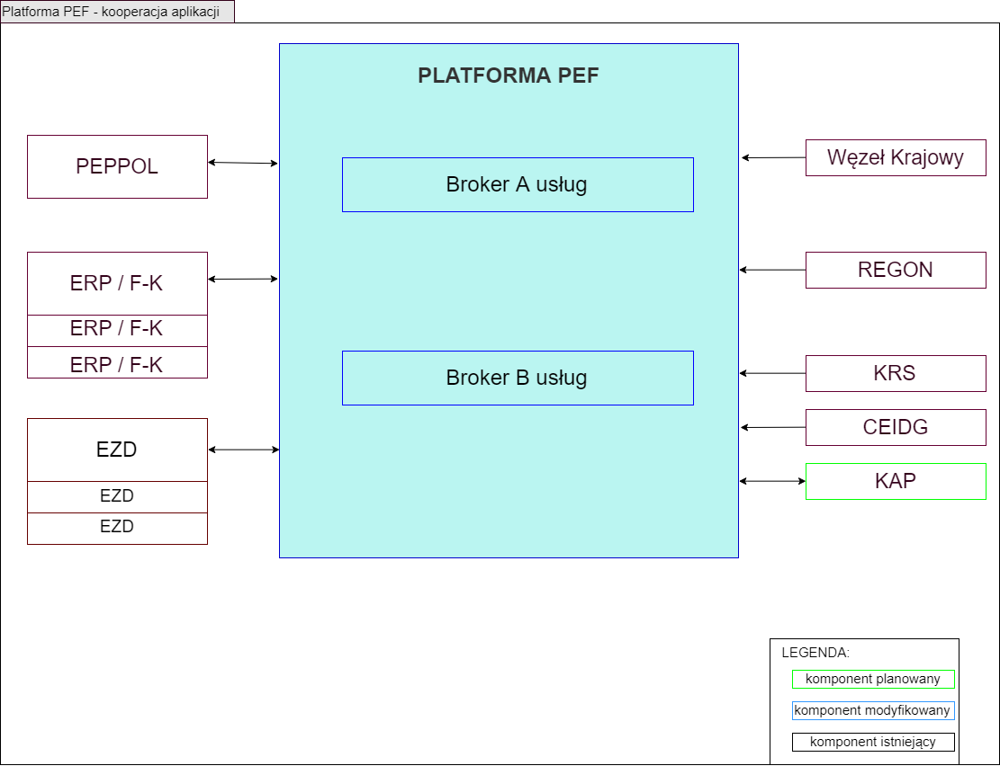 Platforma PEF - kooperacja aplikacji
PLATFORMA PEF
PEPPOL
Broker A usług
Węzeł Krajowy
ERP / F-K
ERP / F-K
ERP / F-K
REGON
Broker B usług
KRS
CEIDG
KAP
EZD
EZD
EZD
LEGENDA:
komponent planowany
komponent modyfikowany
komponent istniejący